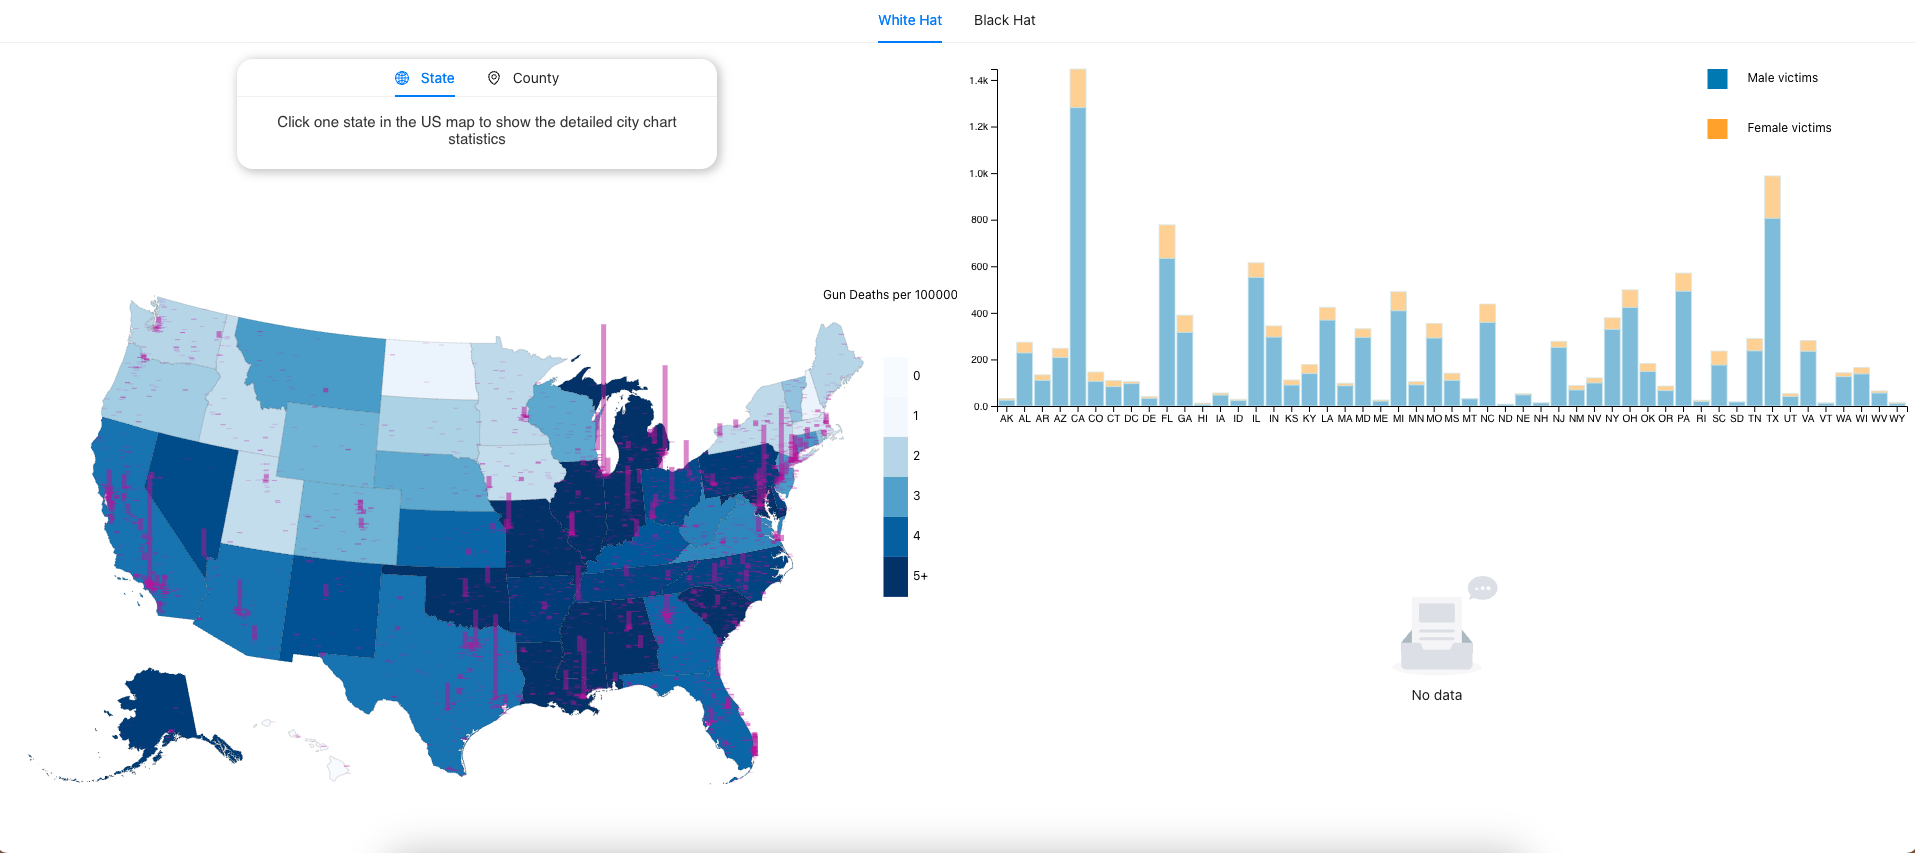 White Hat
Black Hat
State
County
Click one state in the US map to show the detailed city chart
statistics
Gun Deaths per 100000
0
1
2
3
4
5+
1.4k
1.2k
1.0k
800
600
400
200
0.0
AK AL AR AZ CA CO CT DC DE FL GA HI IA ID IL IN KS KY LA MA MD ME MI MN MO MS MT NC ND NE NH NJ NM NV NY OH OK OR PA RI SC SD TN TX UT VA VT WA WI WV WY
Male victims
Female victims
No data